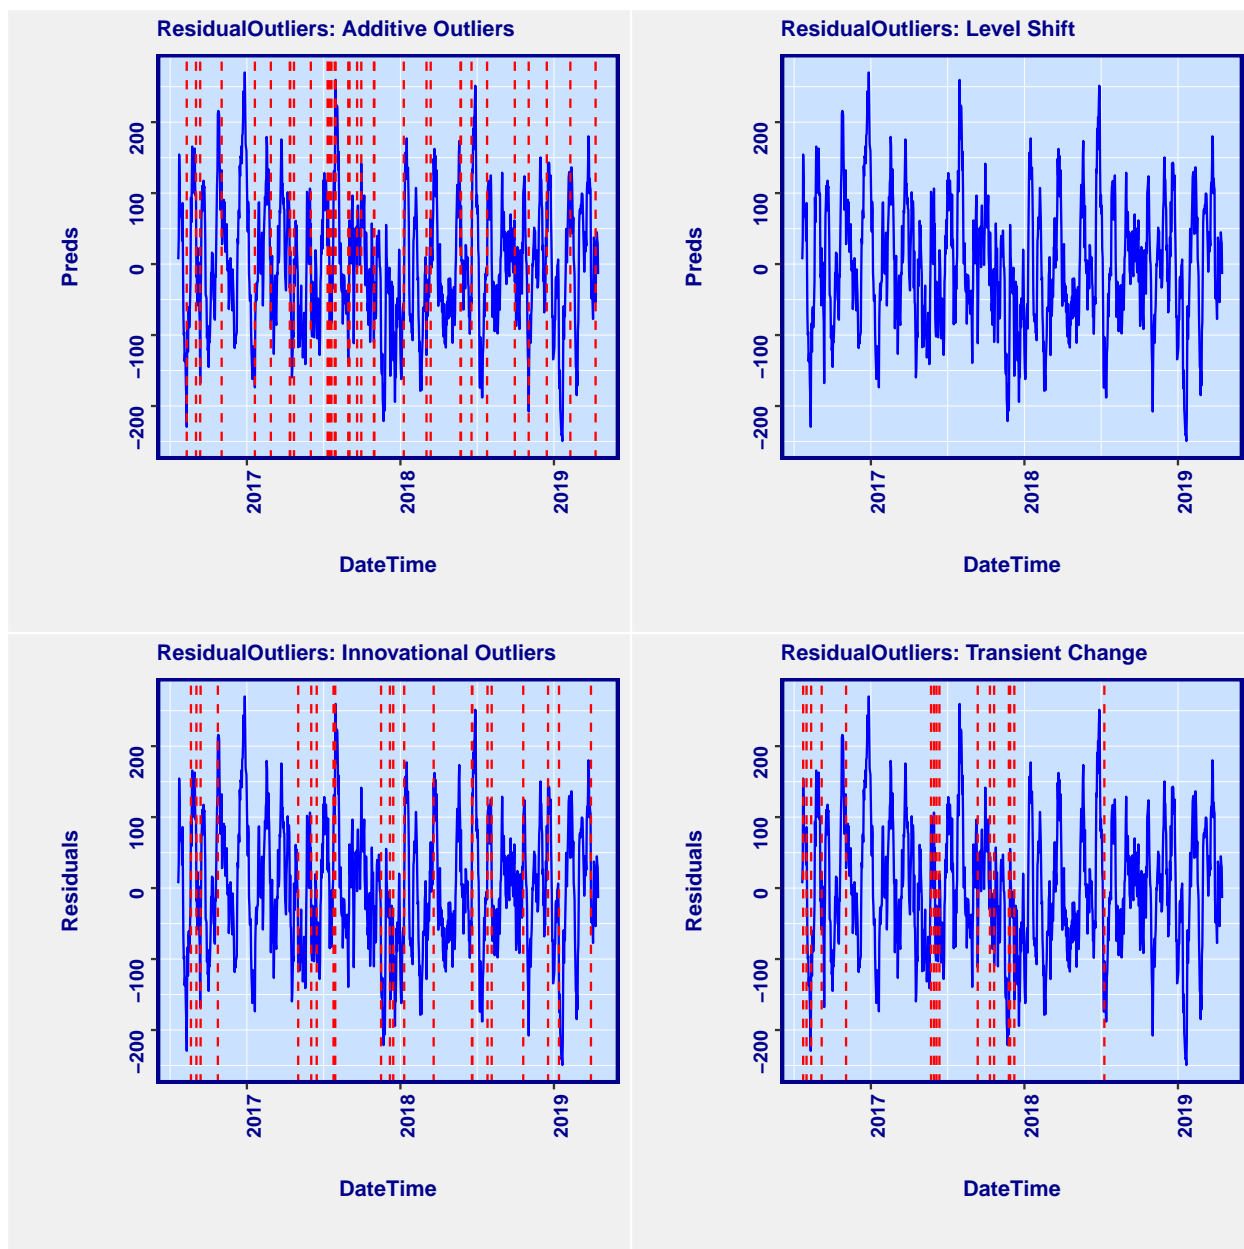 ResidualOutliers: Additive Outliers
Preds
200
100
0
−100
−200
2017
2018
2019
DateTime
ResidualOutliers: Level Shift
Preds
200
100
0
−100
−200
2017
2018
2019
DateTime
ResidualOutliers: Innovational Outliers
Residuals
200
100
0
−100
−200
2017
2018
2019
DateTime
ResidualOutliers: Transient Change
Residuals
200
100
0
−100
−200
2017
2018
2019
DateTime